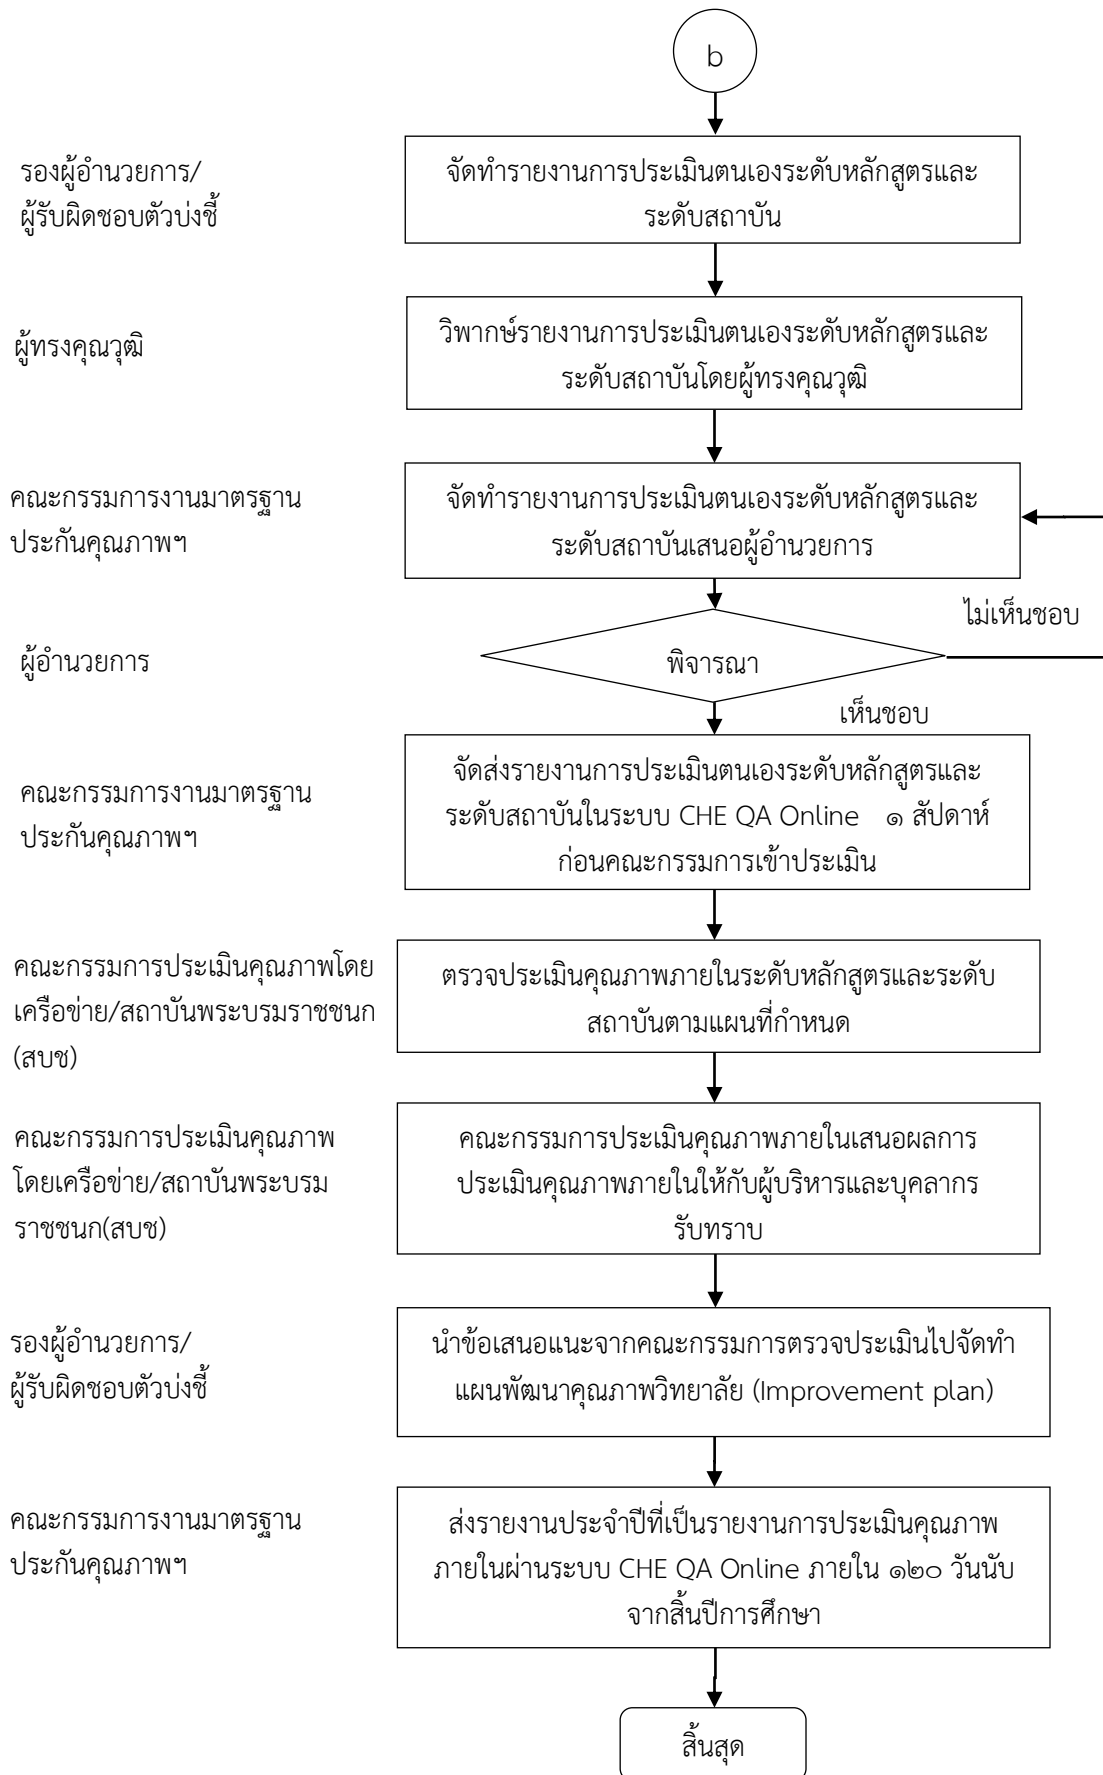 b
รองผู้อำนวยการ/
ผู้รับผิดชอบตัวบ่งชี้
จัดทำรายงานการประเมินตนเองระดับหลักสูตรและ
ระดับสถาบัน
ผู้ทรงคุณวุฒิ
วิพากษ์รายงานการประเมินตนเองระดับหลักสูตรและ
ระดับสถาบันโดยผู้ทรงคุณวุฒิ
คณะกรรมการงานมาตรฐาน
ประกันคุณภาพฯ
จัดทำรายงานการประเมินตนเองระดับหลักสูตรและ
ระดับสถาบันเสนอผู้อำนวยการ
ไม่เห็นชอบ
ผู้อำนวยการ
พิจารณา
เห็นชอบ
คณะกรรมการงานมาตรฐาน
ประกันคุณภาพฯ
จัดส่งรายงานการประเมินตนเองระดับหลักสูตรและ
ระดับสถาบันในระบบ CHE QA Online ๑ สัปดาห์
ก่อนคณะกรรมการเข้าประเมิน
คณะกรรมการประเมินคุณภาพโดย
เครือข่าย/สถาบันพระบรมราชชนก
(สบช)
ตรวจประเมินคุณภาพภายในระดับหลักสูตรและระดับ
สถาบันตามแผนที่กำหนด
คณะกรรมการประเมินคุณภาพ
โดยเครือข่าย/สถาบันพระบรม
ราชชนก(สบช)
คณะกรรมการประเมินคุณภาพภายในเสนอผลการ
ประเมินคุณภาพภายในให้กับผู้บริหารและบุคลากร
รับทราบ
รองผู้อำนวยการ/
ผู้รับผิดชอบตัวบ่งชี้
นำข้อเสนอแนะจากคณะกรรมการตรวจประเมินไปจัดทำ
แผนพัฒนาคุณภาพวิทยาลัย (Improvement plan)
คณะกรรมการงานมาตรฐาน
ประกันคุณภาพฯ
ส่งรายงานประจำปีที่เป็นรายงานการประเมินคุณภาพ
ภายในผ่านระบบ CHE QA Online ภายใน ๑๒๐ วันนับ
จากสิ้นปีการศึกษา
สิ้นสุด